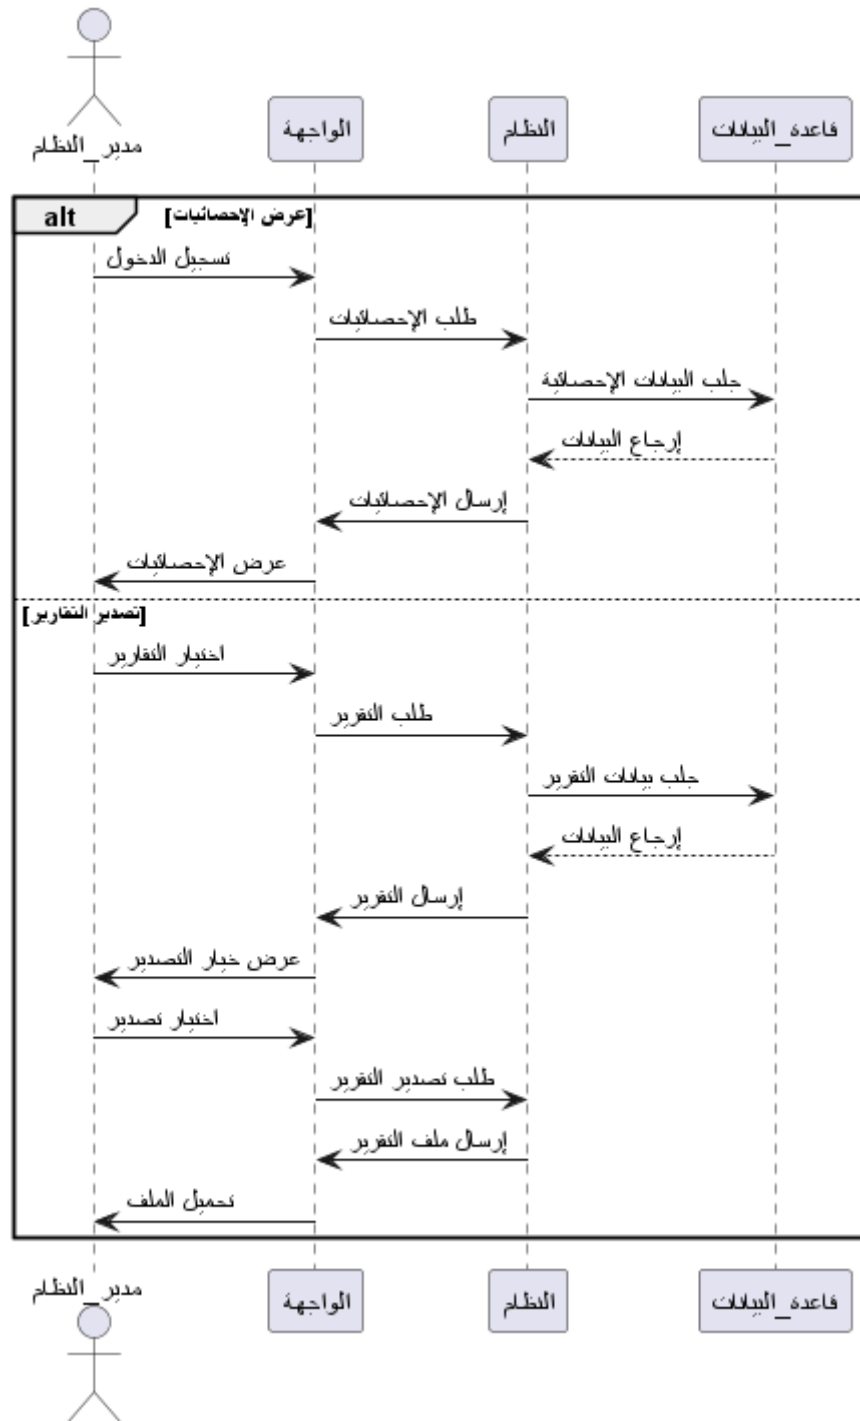 مدير_النظام
الواجهة
النظام
قاعدة_البيانات
alt [عرض الإحصائيات]
تسجيل الدخول
طلب الإحصائيات
جلب البيانات الإحصائية
إرجاع البيانات
إرسال الإحصائيات
عرض الإحصائيات
[تصدير التقارير]
اختيار التقارير
طلب التقرير
جلب بيانات التقرير
إرجاع البيانات
إرسال التقرير
عرض خيار التصدير
اختيار تصدير
طلب تصدير التقرير
إرسال ملف التقرير
تحميل الملف
مدير_النظام
الواجهة
النظام
قاعدة_البيانات